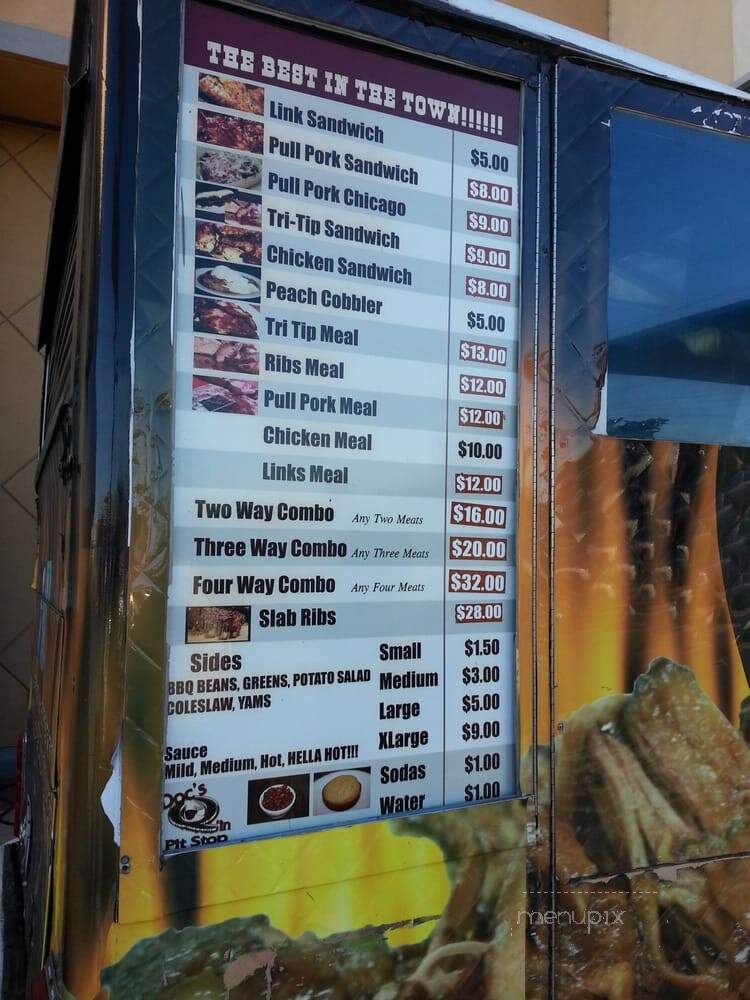 THE BEST IN THE TOWN!!!!!!
Link Sandwich $5.00
Pull Pork Sandwich $8.00
Pull Pork Chicago $9.00
Tri-Tip Sandwich $9.00
Chicken Sandwich $8.00
Peach Cobbler $5.00
Tri Tip Meal $13.00
Ribs Meal $12.00
Pull Pork Meal $12.00
Chicken Meal $10.00
Links Meal $12.00
Two Way Combo Any Two Meats $16.00
Three Way Combo Any Three Meats $20.00
Four Way Combo Any Four Meats $32.00
Slab Ribs $28.00
Sides
BBQ BEANS, GREENS, POTATO SALAD
COLESLAW, YAMS
Small $1.50
Medium $3.00
Large $5.00
XLarge $9.00
Sauce
Mild, Medium, Hot, HELLA HOT!!!
Sodas $1.00
Water $1.00
Doc's
in
Pit Stop
menupix